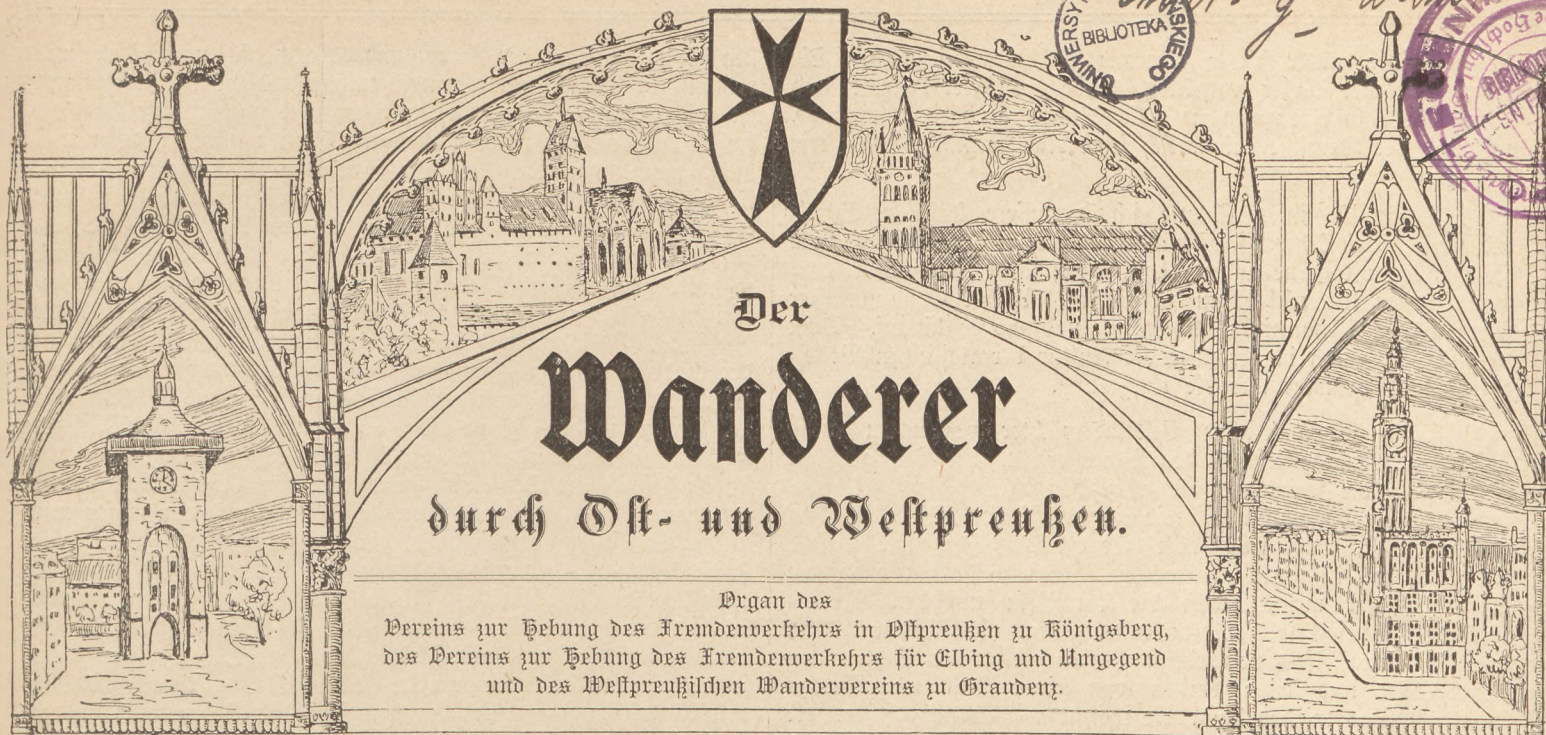 BIBLIOTEKA
Der
Wanderer
durch Ost- und Westpreußen.
Organ des
Vereins zur Hebung des Fremdenverkehrs in Ostpreußen zu Königsberg,
des Vereins zur Hebung des Fremdenverkehrs für Elbing und Umgegend
und des Westpreußischen Wandervereins zu Graudenz.